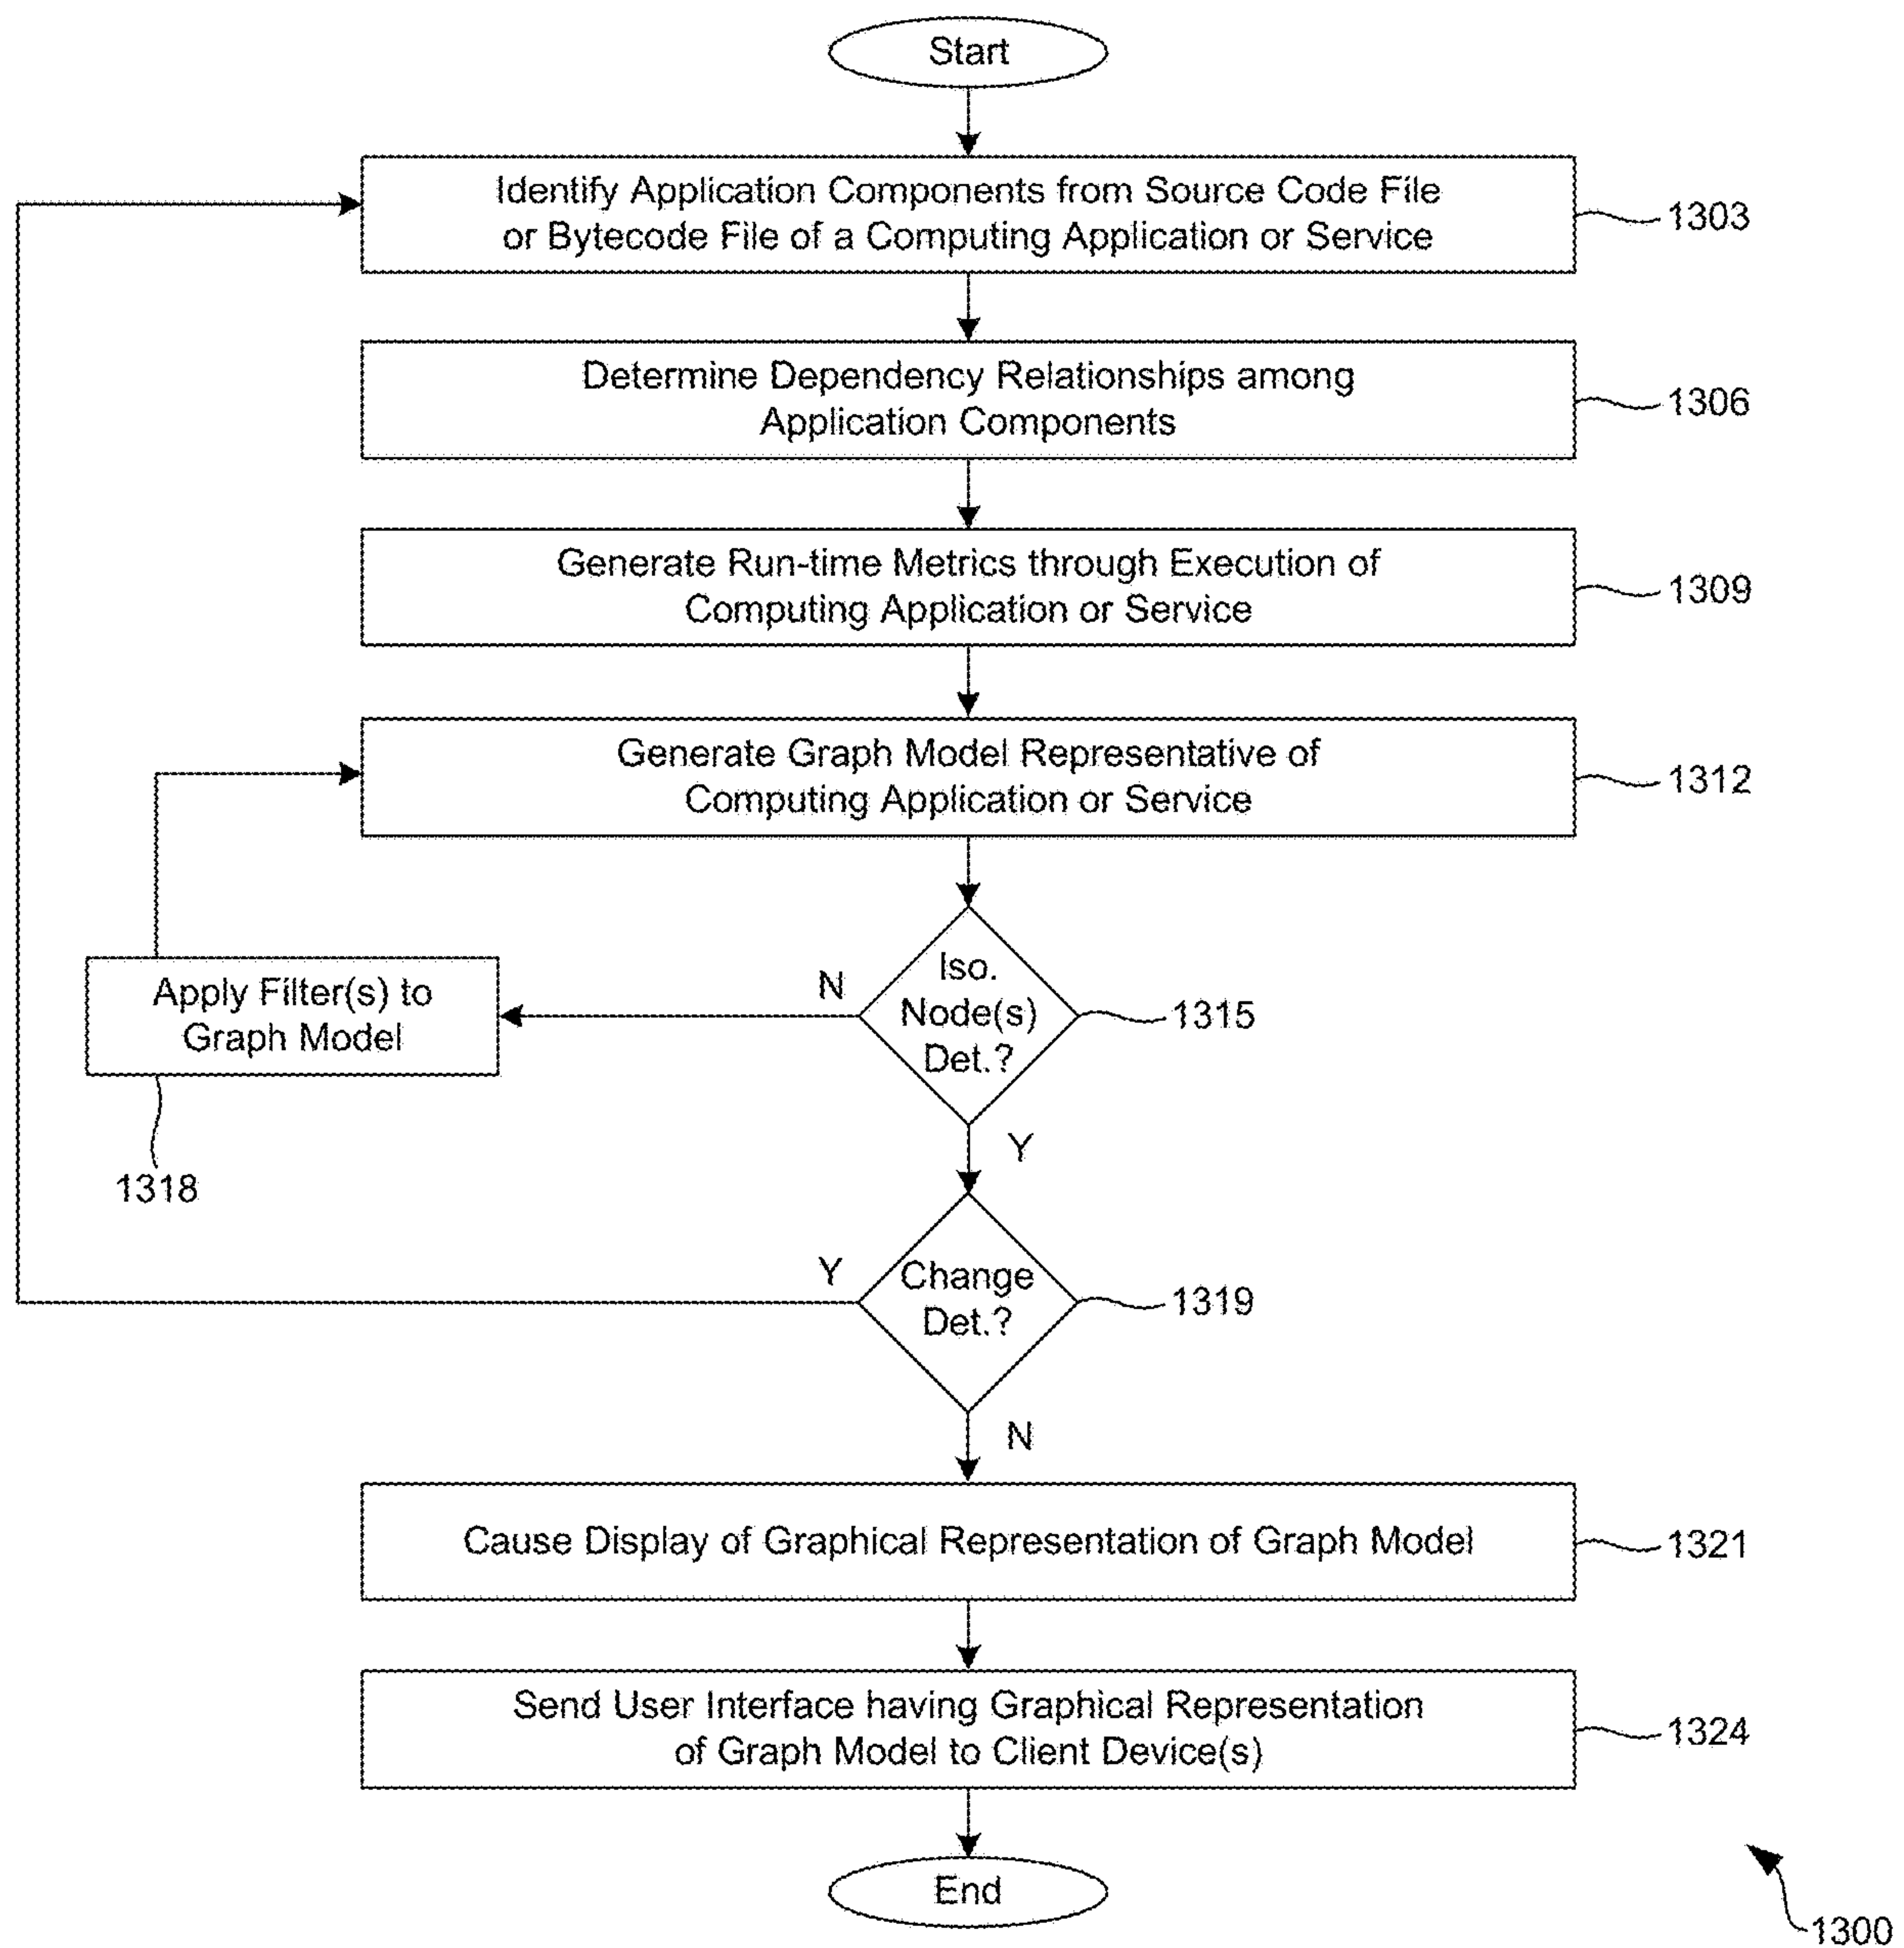 Start
Identify Application Components from Source Code File
or Bytecode File of a Computing Application or Service
1303
Determine Dependency Relationships among
Application Components
1306
Generate Run-time Metrics through Execution of
Computing Application or Service
1309
Generate Graph Model Representative of
Computing Application or Service
1312
Apply Filter(s) to
Graph Model
1318
N
Iso.
Node(s)
Det.?
1315
Y
Y
Change
Det.?
1319
N
Cause Display of Graphical Representation of Graph Model
1321
Send User Interface having Graphical Representation
of Graph Model to Client Device(s)
1324
End
1300